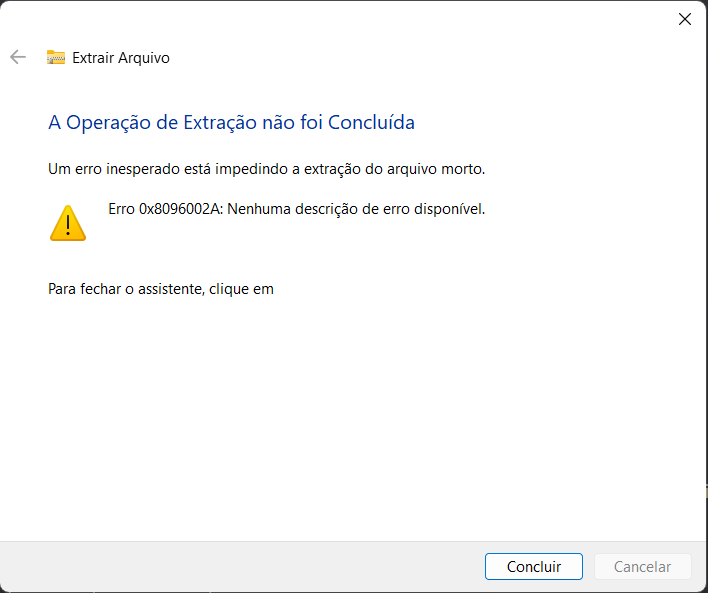 Extrair Arquivo
A Operação de Extração não foi Concluída
Um erro inesperado está impedindo a extração do arquivo morto.
Erro 0x8096002A: Nenhuma descrição de erro disponível.
Para fechar o assistente, clique em
Concluir
Cancelar